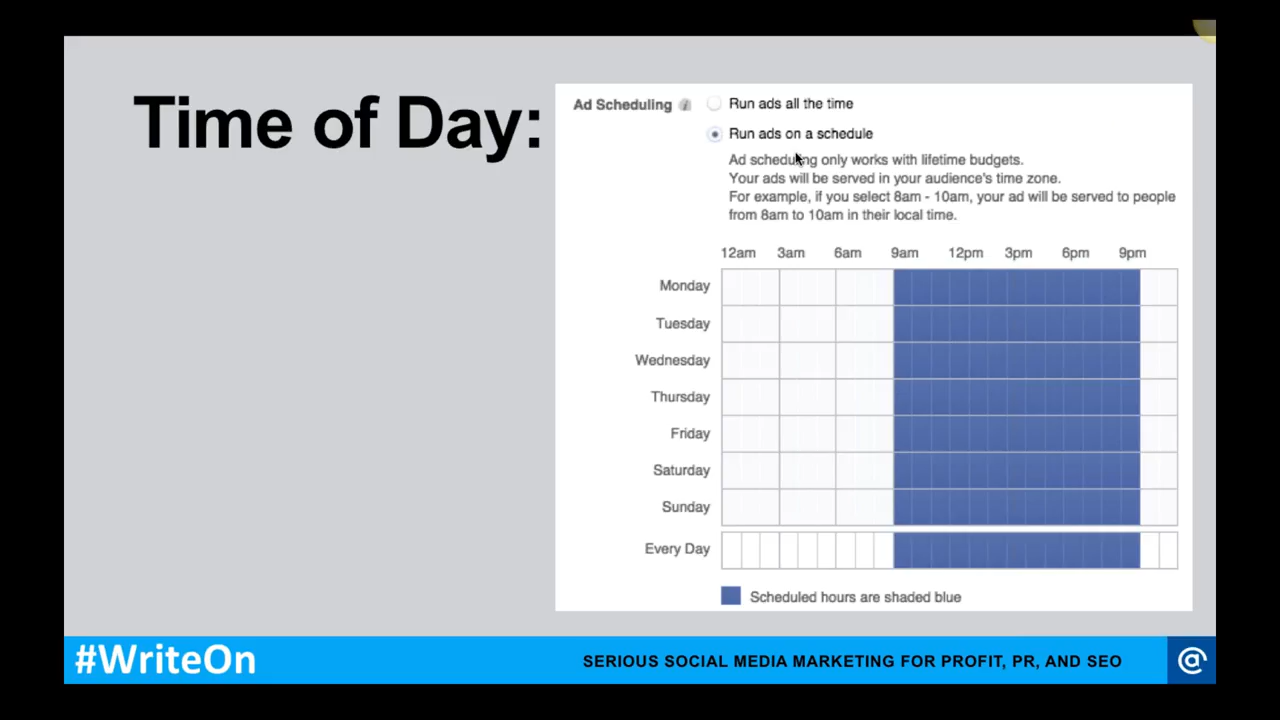 Time of Day:
Ad Scheduling i Run ads all the time
Run ads on a schedule
Ad scheduling only works with lifetime budgets.
Your ads will be served in your audience's time zone.
For example, if you select 8am - 10am, your ad will be served to people
from 8am to 10am in their local time.
12am 3am 6am 9am 12pm 3pm 6pm 9pm
Monday
Tuesday
Wednesday
Thursday
Friday
Saturday
Sunday
Every Day
Scheduled hours are shaded blue
#WriteOn
SERIOUS SOCIAL MEDIA MARKETING FOR PROFIT, PR, AND SEO
@